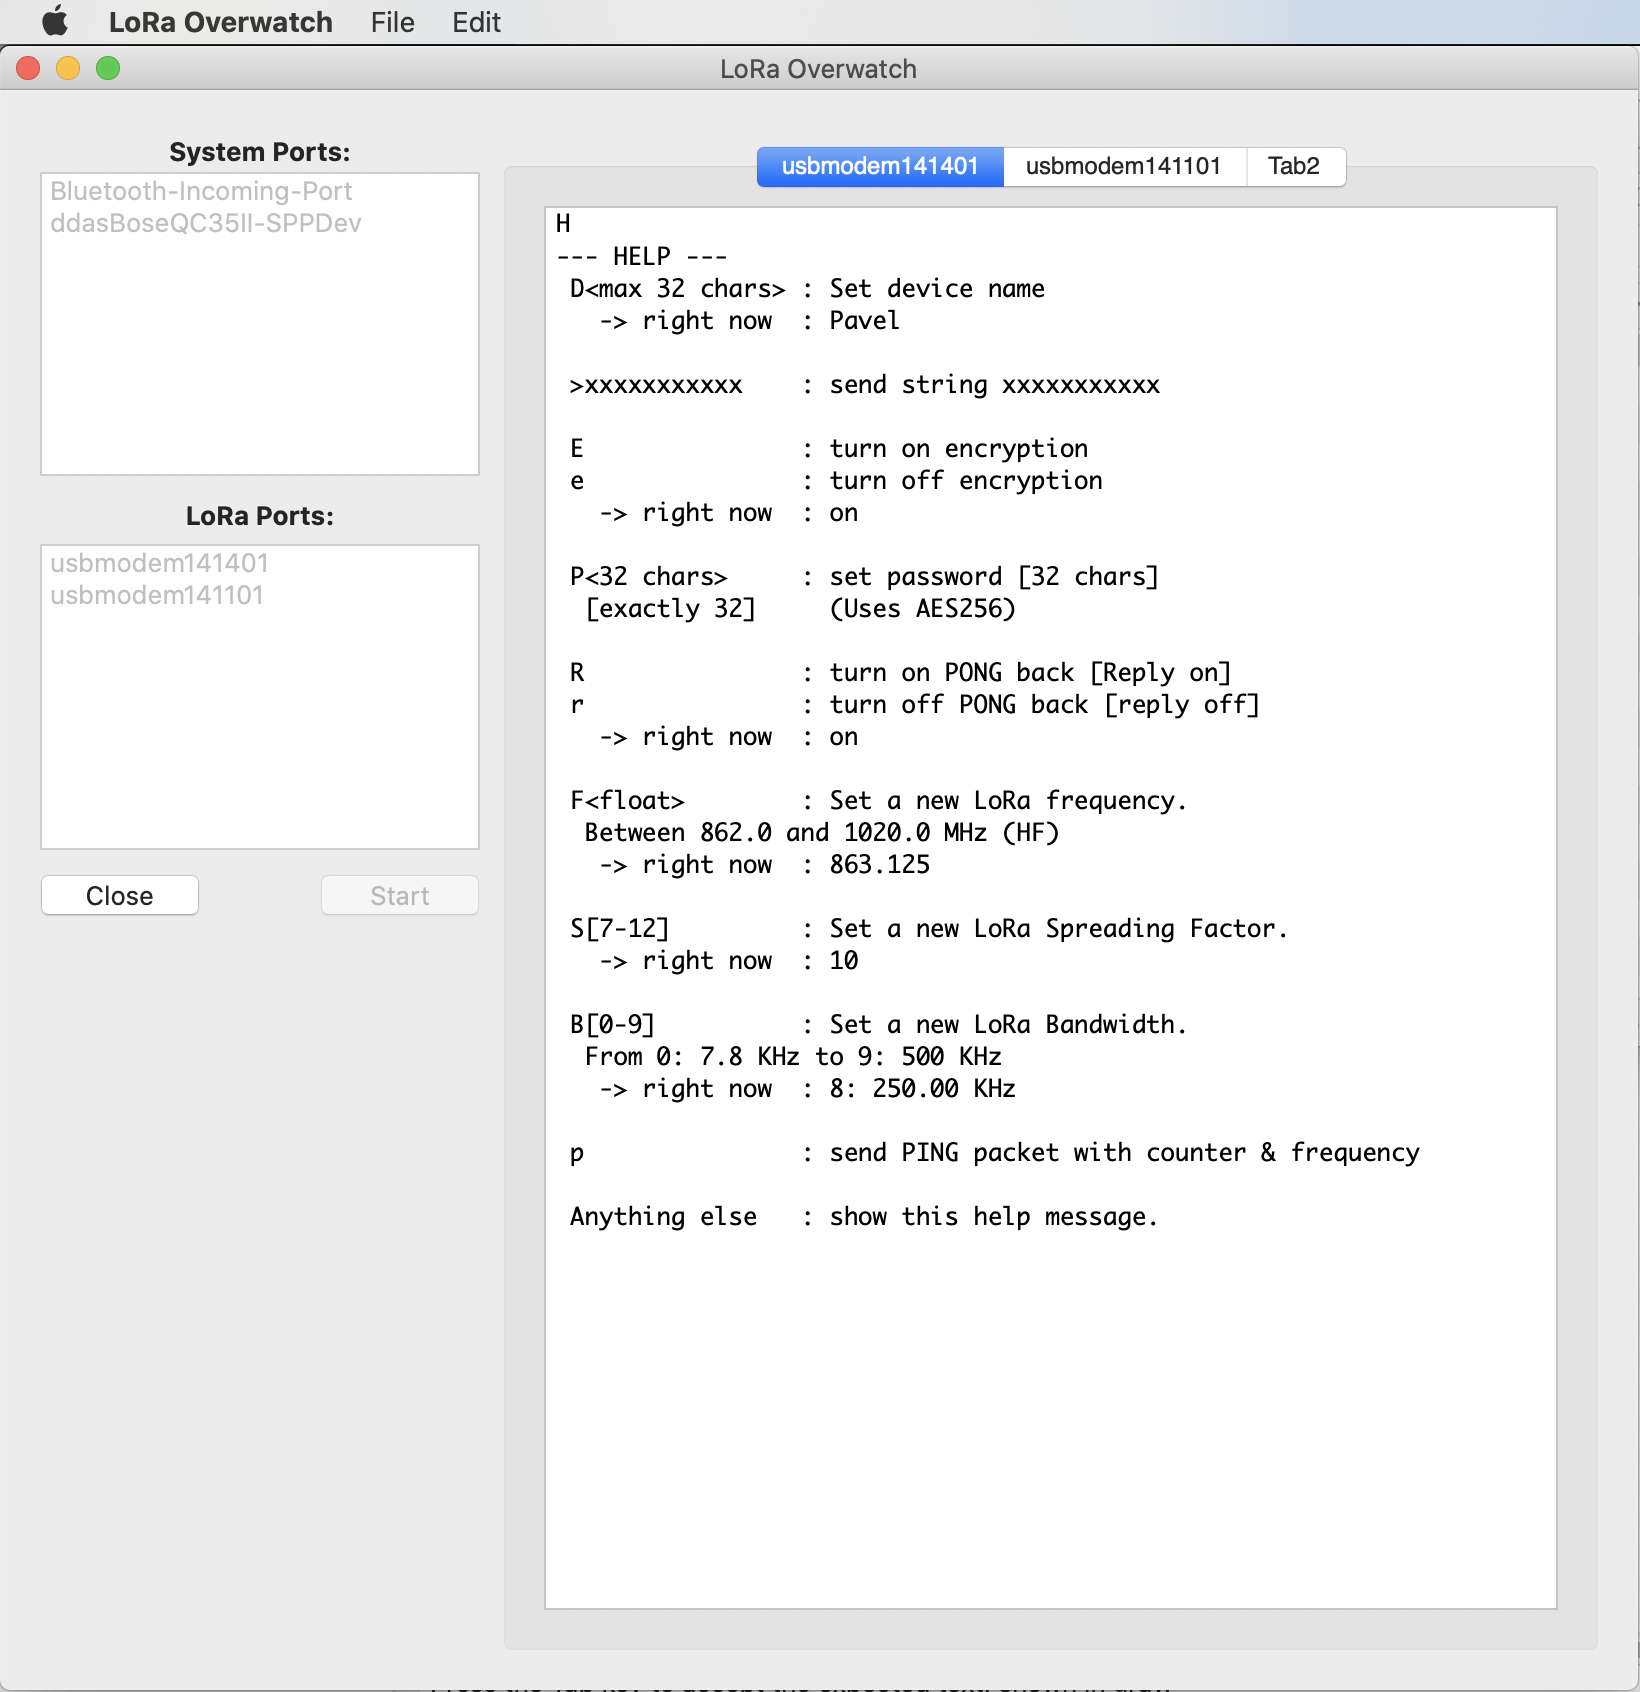 LoRa Overwatch File Edit
LoRa Overwatch
System Ports:
Bluetooth-Incoming-Port
ddasBoseQC35II-SPPDev
LoRa Ports:
usbmodem141401
usbmodem141101
Close Start
usbmodem141401 usbmodem141101 Tab2
H
--- HELP ---
D<max 32 chars> : Set device name
-> right now : Pavel
>xxxxxxxxxxx : send string xxxxxxxxxxx
E : turn on encryption
e : turn off encryption
-> right now : on
P<32 chars> : set password [32 chars]
[exactly 32] (Uses AES256)
R : turn on PONG back [Reply on]
r : turn off PONG back [reply off]
-> right now : on
F<float> : Set a new LoRa frequency.
Between 862.0 and 1020.0 MHz (HF)
-> right now : 863.125
S[7-12] : Set a new LoRa Spreading Factor.
-> right now : 10
B[0-9] : Set a new LoRa Bandwidth.
From 0: 7.8 KHz to 9: 500 KHz
-> right now : 8: 250.00 KHz
p : send PING packet with counter & frequency
Anything else : show this help message.